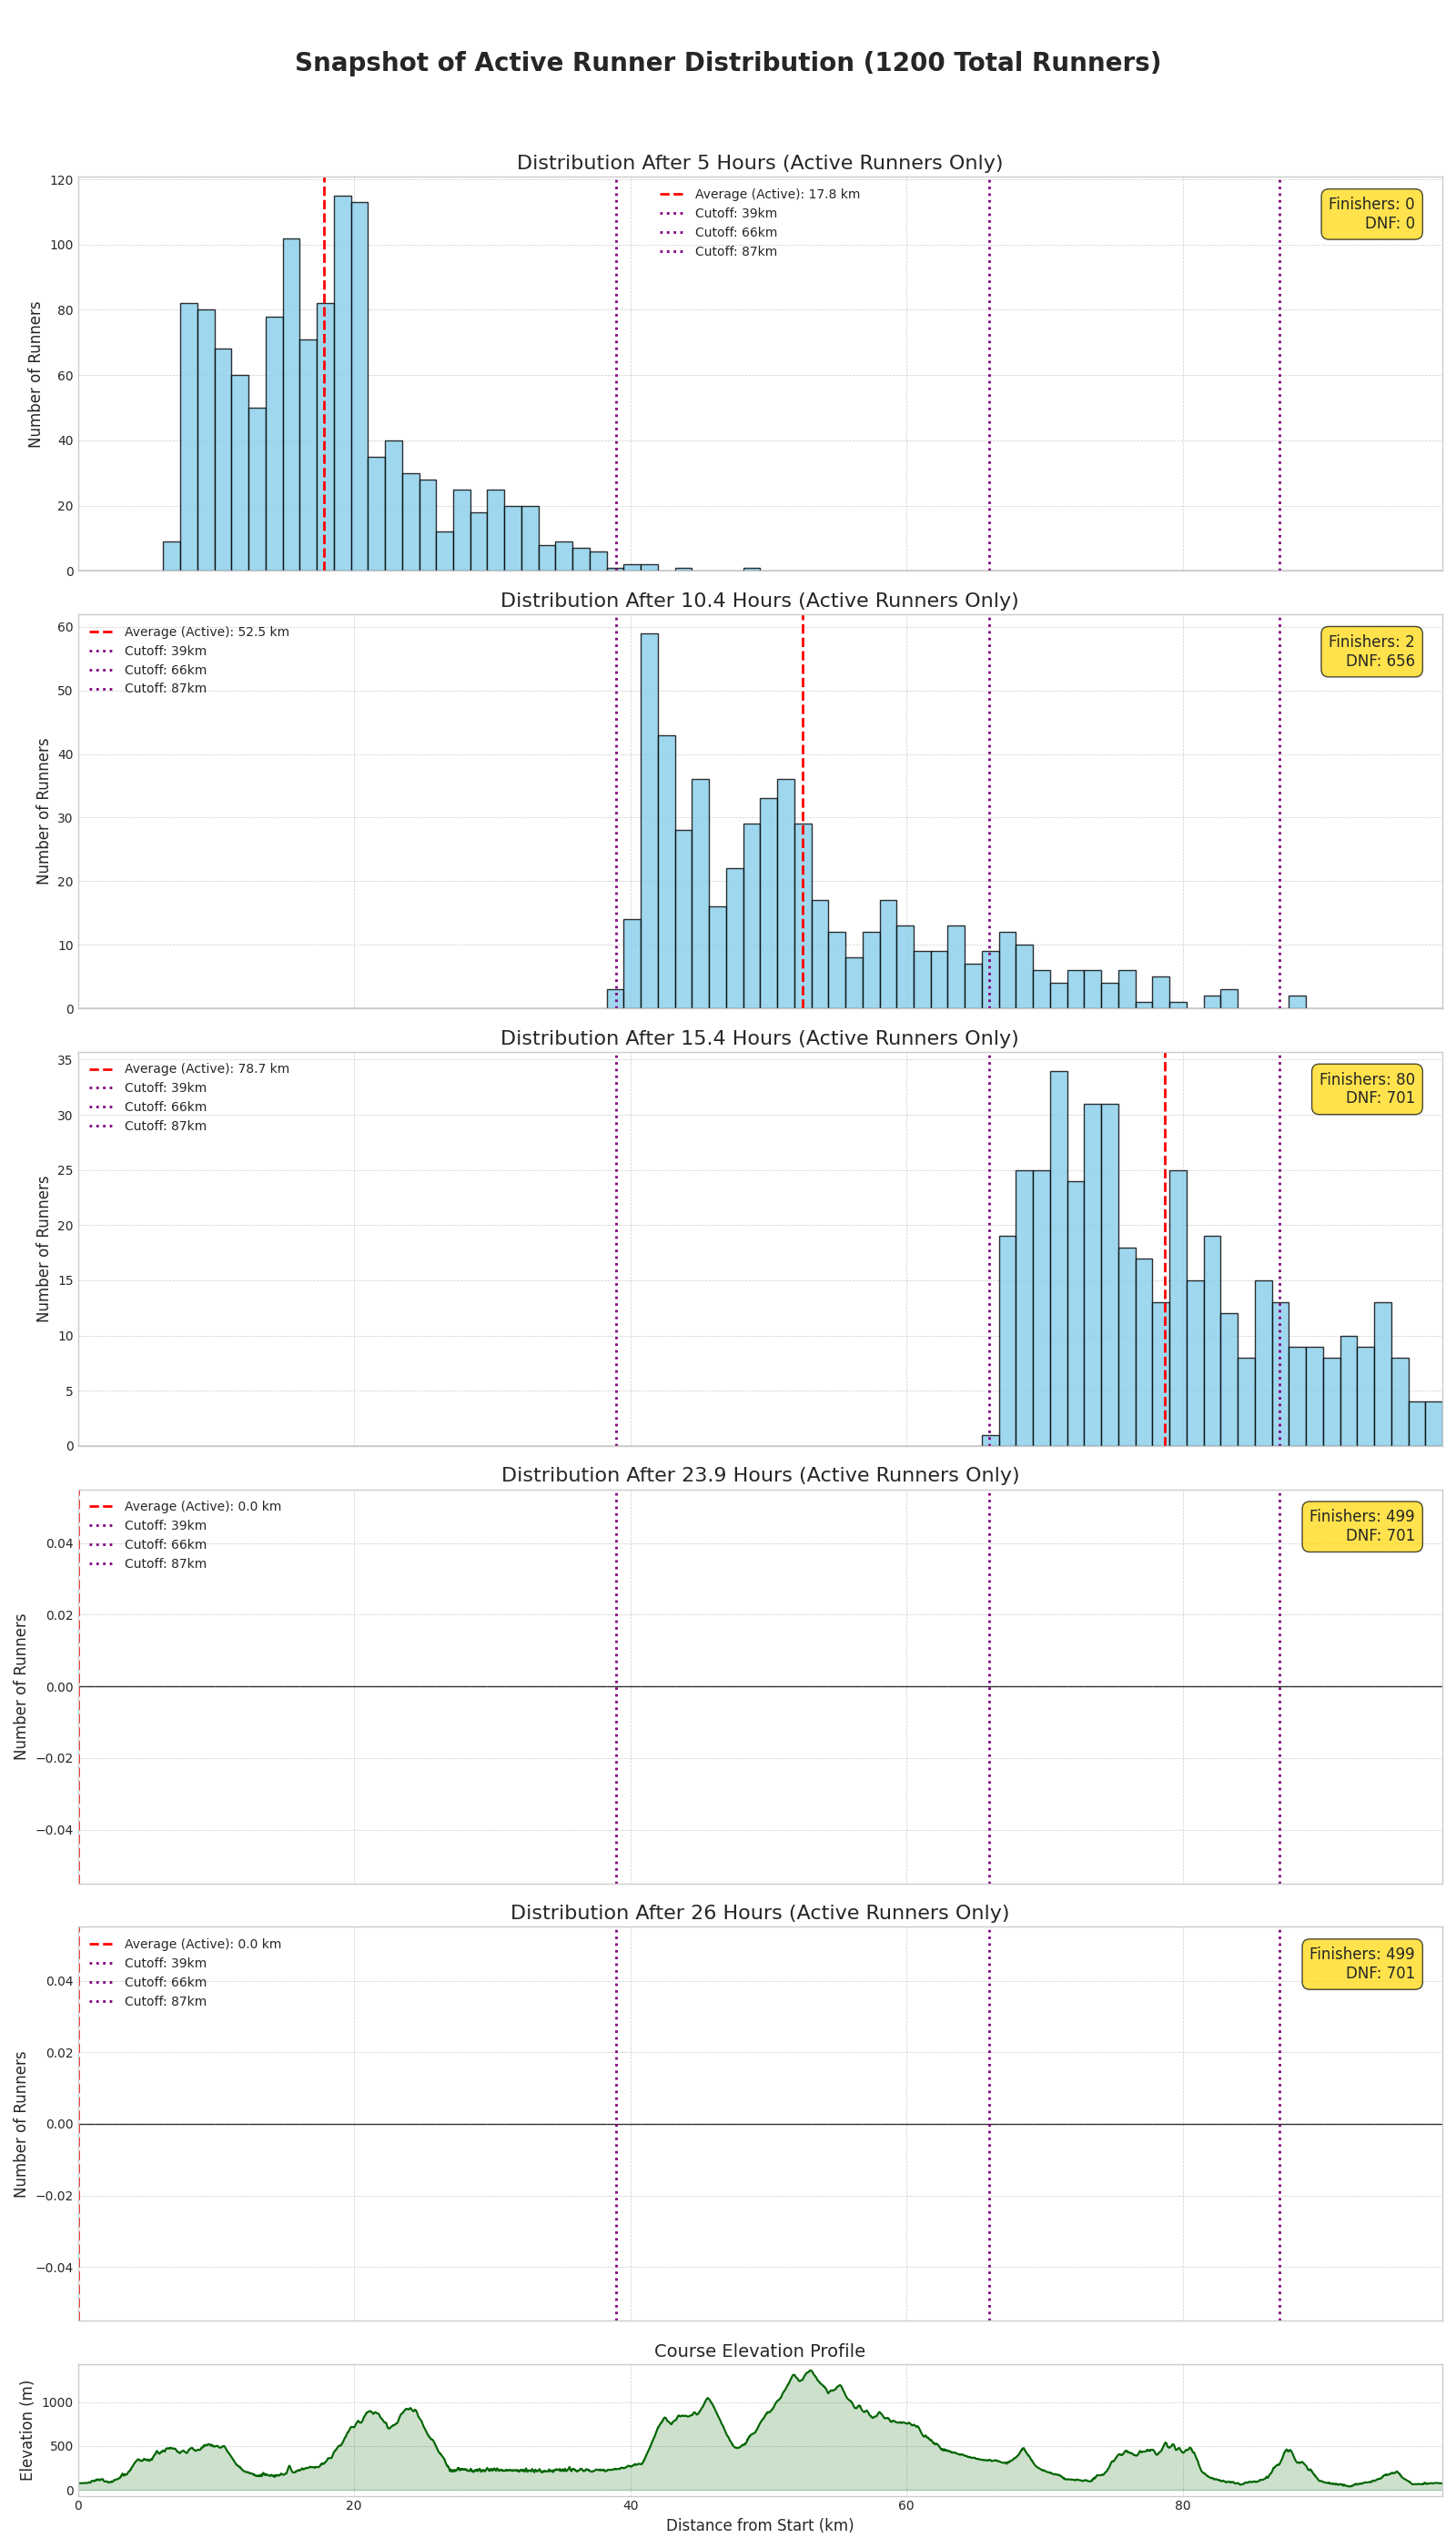 Snapshot of Active Runner Distribution (1200 Total Runners)
Distribution After 5 Hours (Active Runners Only)
Number of Runners
120
100
80
60
40
20
0
Average (Active): 17.8 km
Cutoff: 39km
Cutoff: 66km
Cutoff: 87km
Finishers: 0
DNF: 0
Distribution After 10.4 Hours (Active Runners Only)
Number of Runners
60
50
40
30
20
10
0
Average (Active): 52.5 km
Cutoff: 39km
Cutoff: 66km
Cutoff: 87km
Finishers: 2
DNF: 656
Distribution After 15.4 Hours (Active Runners Only)
Number of Runners
35
30
25
20
15
10
5
0
Average (Active): 78.7 km
Cutoff: 39km
Cutoff: 66km
Cutoff: 87km
Finishers: 80
DNF: 701
Distribution After 23.9 Hours (Active Runners Only)
Number of Runners
0.04
0.02
0.00
−0.02
−0.04
Average (Active): 0.0 km
Cutoff: 39km
Cutoff: 66km
Cutoff: 87km
Finishers: 499
DNF: 701
Distribution After 26 Hours (Active Runners Only)
Number of Runners
0.04
0.02
0.00
−0.02
−0.04
Average (Active): 0.0 km
Cutoff: 39km
Cutoff: 66km
Cutoff: 87km
Finishers: 499
DNF: 701
Course Elevation Profile
Elevation (m)
1000
500
0
0 20 40 60 80
Distance from Start (km)